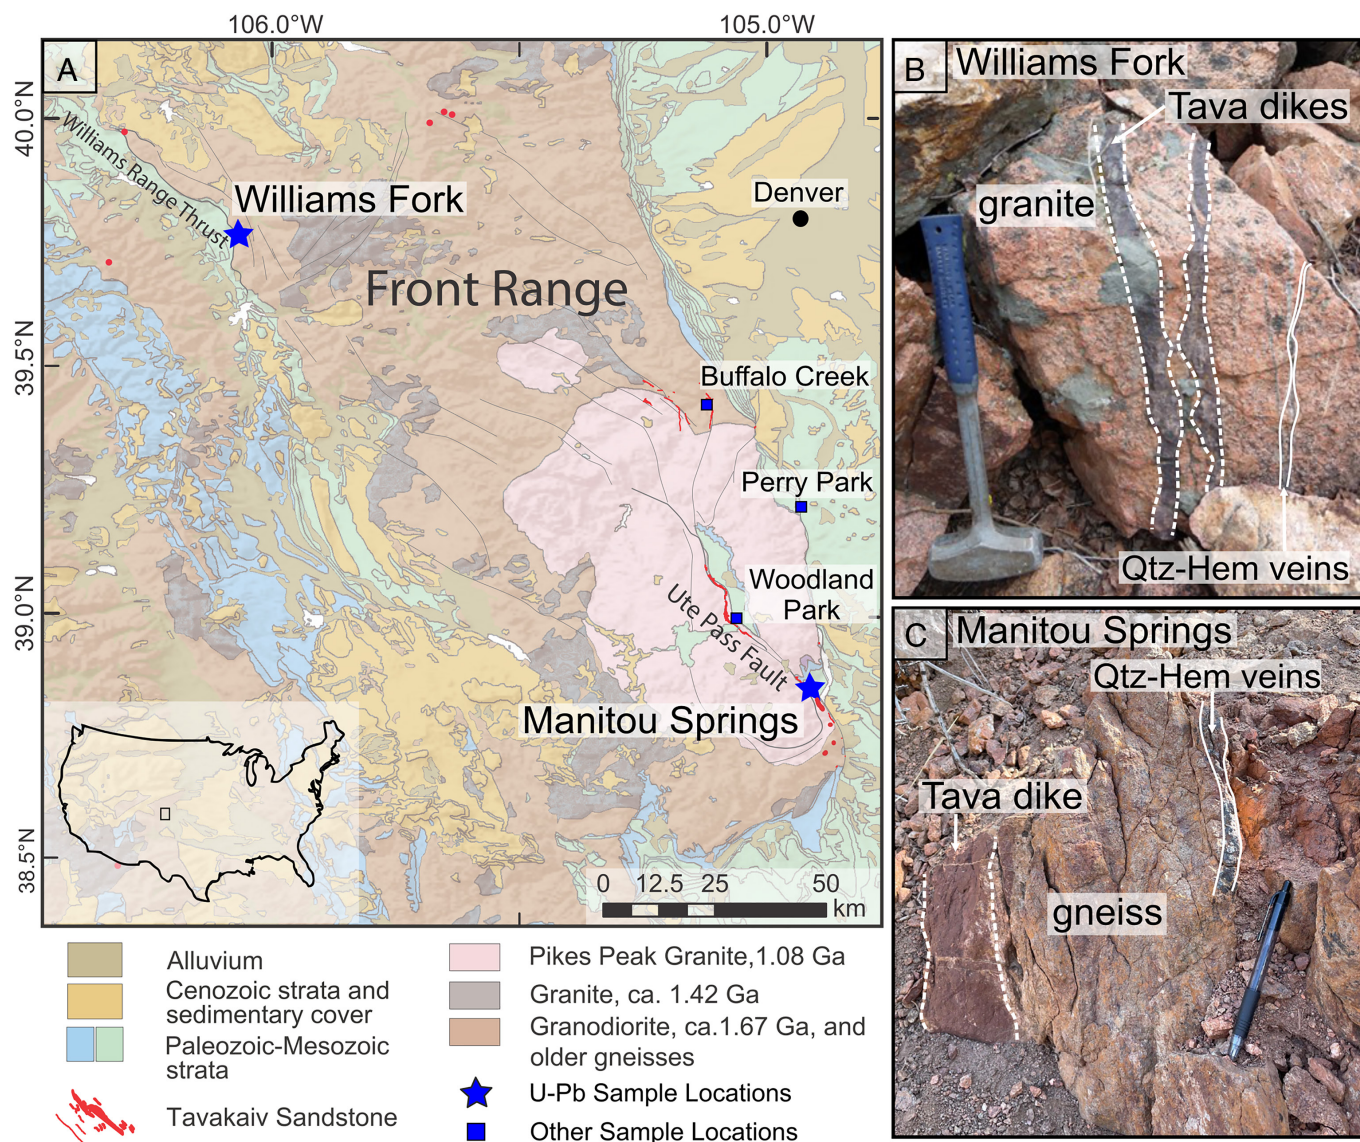 106.0°W
105.0°W
A
40.0°N
39.5°N
39.0°N
38.5°N
Williams Range Thrust
Williams Fork
Denver
Front Range
Buffalo Creek
Perry Park
Woodland
Park
Ute Pass Fault
Manitou Springs
0 12.5 25 50
km
B
Williams Fork
Tava dikes
granite
Qtz-Hem veins
C
Manitou Springs
Qtz-Hem veins
Tava dike
gneiss
Alluvium
Cenozoic strata and
sedimentary cover
Paleozoic-Mesozoic
strata
Tavakaiv Sandstone
Pikes Peak Granite,1.08 Ga
Granite, ca. 1.42 Ga
Granodiorite, ca.1.67 Ga, and
older gneisses
U-Pb Sample Locations
Other Sample Locations